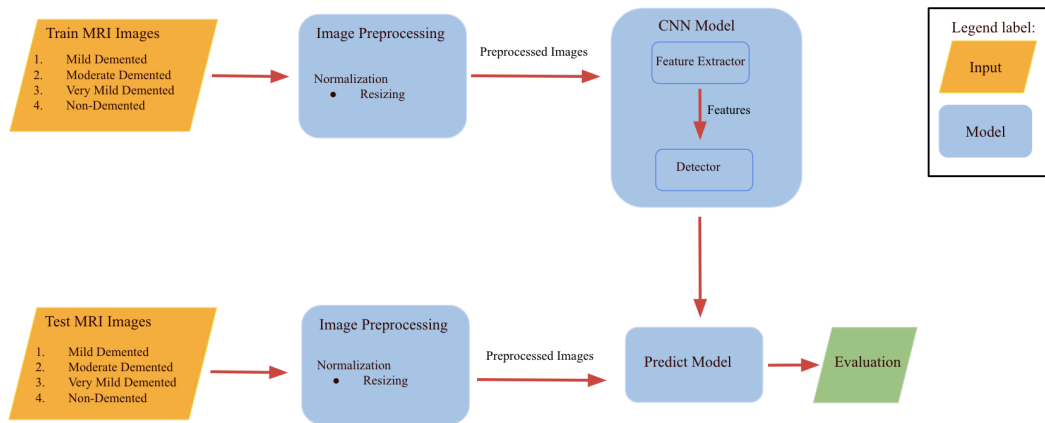 Train MRI Images
1. Mild Demented
2. Moderate Demented
3. Very Mild Demented
4. Non-Demented
Image Preprocessing
Normalization
● Resizing
Preprocessed Images
CNN Model
Feature Extractor
Features
Detector
Legend label:
Input
Model
Test MRI Images
1. Mild Demented
2. Moderate Demented
3. Very Mild Demented
4. Non-Demented
Image Preprocessing
Normalization
● Resizing
Preprocessed Images
Predict Model
Evaluation